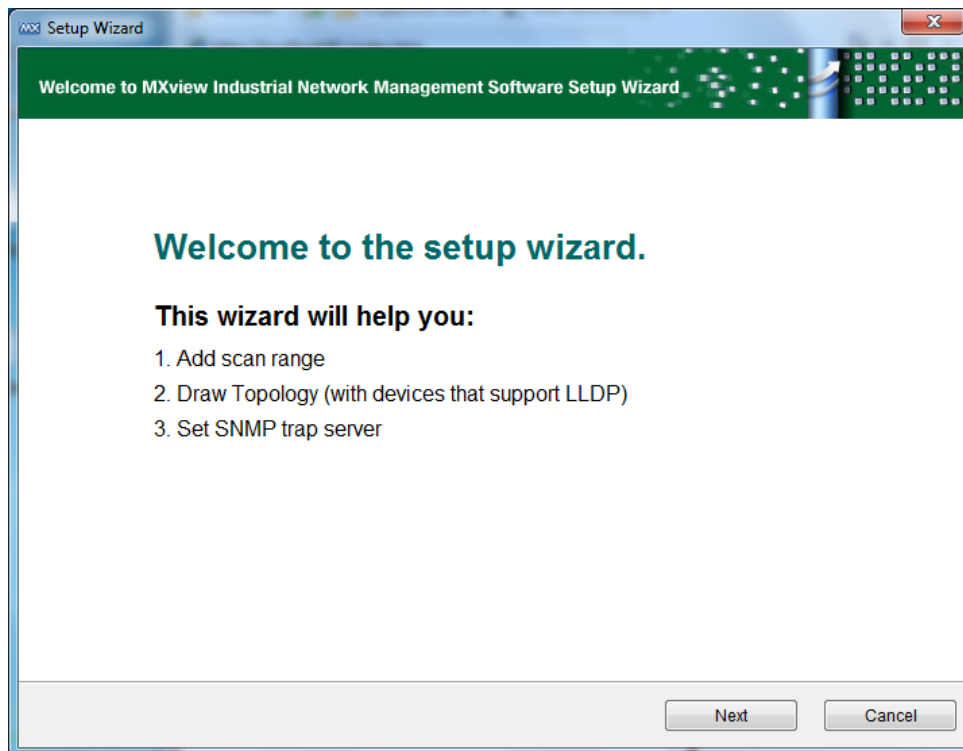 MX Setup Wizard
Welcome to MXview Industrial Network Management Software Setup Wizard
Welcome to the setup wizard.
This wizard will help you:
1. Add scan range
2. Draw Topology (with devices that support LLDP)
3. Set SNMP trap server
Next
Cancel